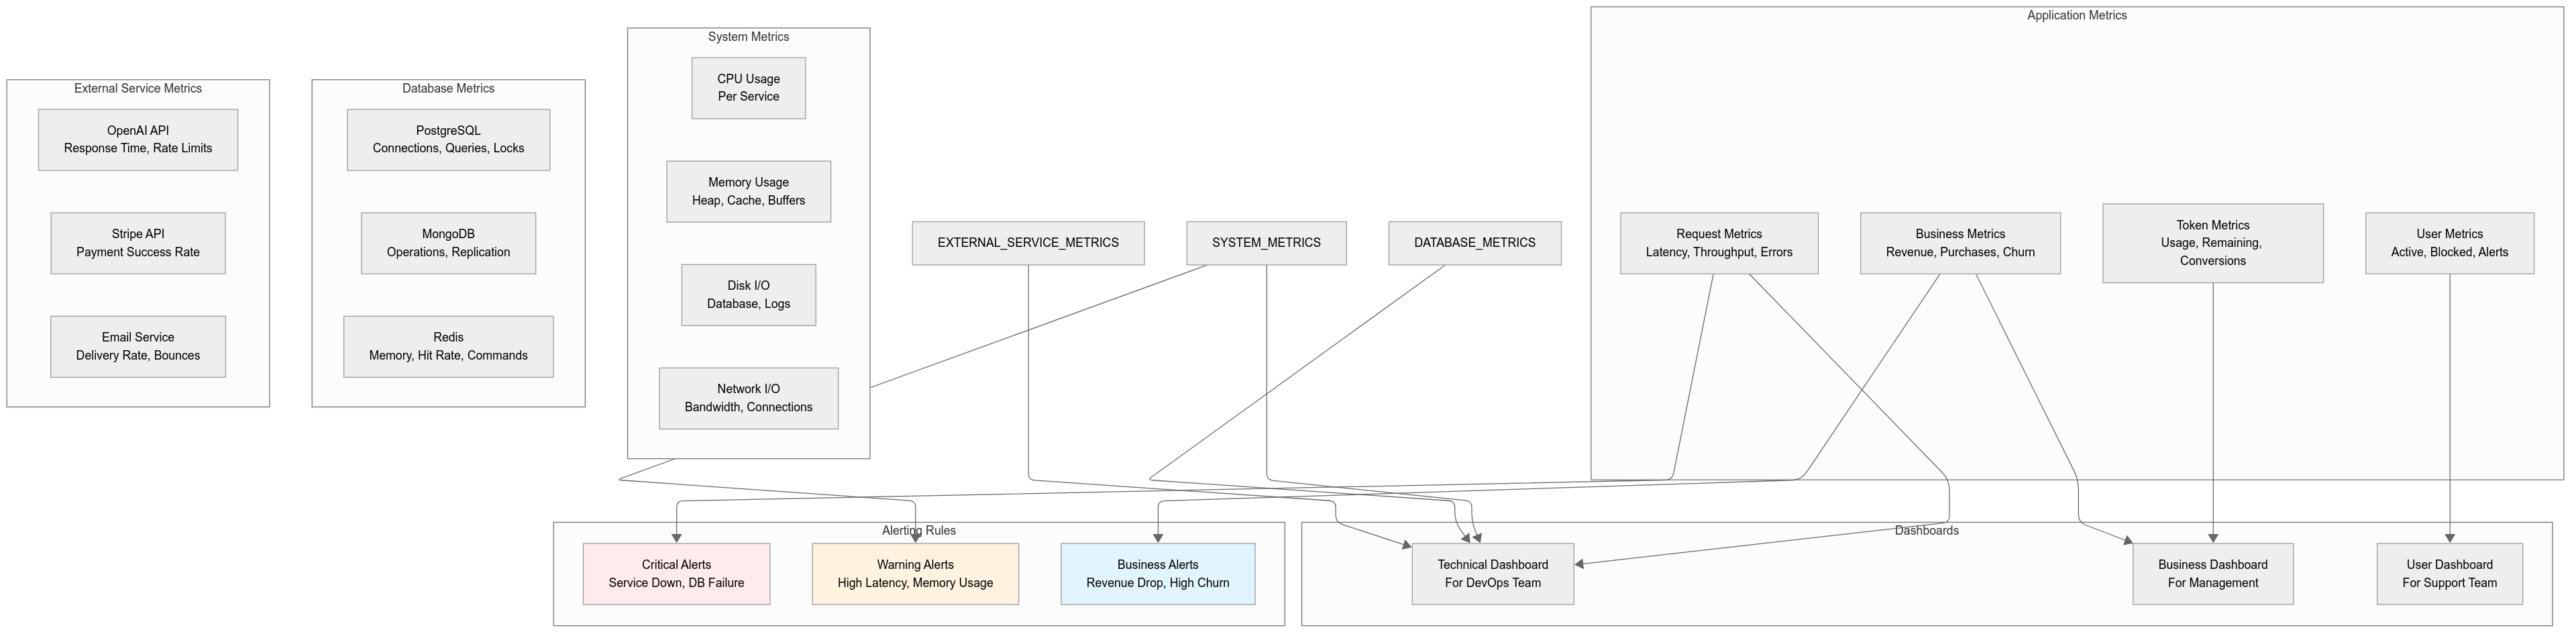 External Service Metrics
OpenAI API
Response Time, Rate Limits
Stripe API
Payment Success Rate
Email Service
Delivery Rate, Bounces
Database Metrics
PostgreSQL
Connections, Queries, Locks
MongoDB
Operations, Replication
Redis
Memory, Hit Rate, Commands
System Metrics
CPU Usage
Per Service
Memory Usage
Heap, Cache, Buffers
Disk I/O
Database, Logs
Network I/O
Bandwidth, Connections
EXTERNAL_SERVICE_METRICS
SYSTEM_METRICS
DATABASE_METRICS
Application Metrics
Request Metrics
Latency, Throughput, Errors
Business Metrics
Revenue, Purchases, Churn
Token Metrics
Usage, Remaining,
Conversions
User Metrics
Active, Blocked, Alerts
Alerting Rules
Critical Alerts
Service Down, DB Failure
Warning Alerts
High Latency, Memory Usage
Business Alerts
Revenue Drop, High Churn
Dashboards
Technical Dashboard
For DevOps Team
Business Dashboard
For Management
User Dashboard
For Support Team